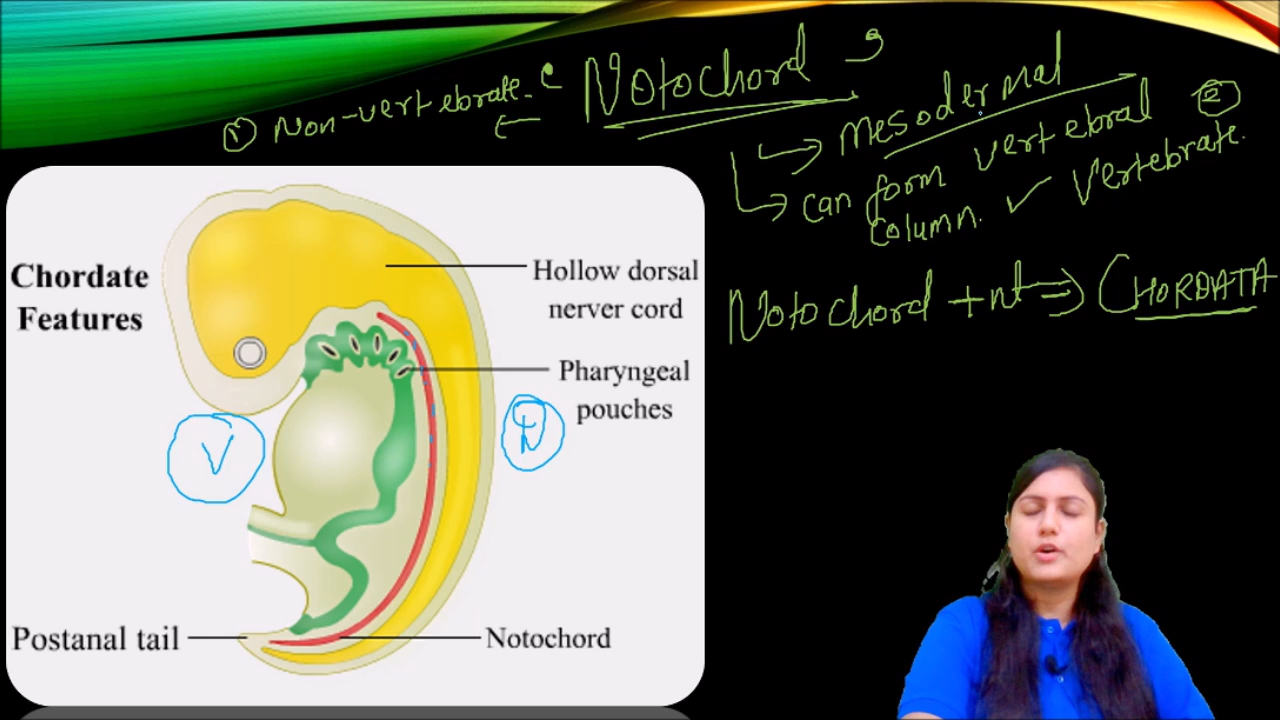 ① Non-vertebrate. Notochord
→ Mesodermal
→ can form vertebral ②
column. ✓ Vertebrate.
Notochord + nt ⇒ CHORDATA
Chordate
Features
Hollow dorsal
nerver cord
Pharyngeal
pouches
V
D
Postanal tail
Notochord